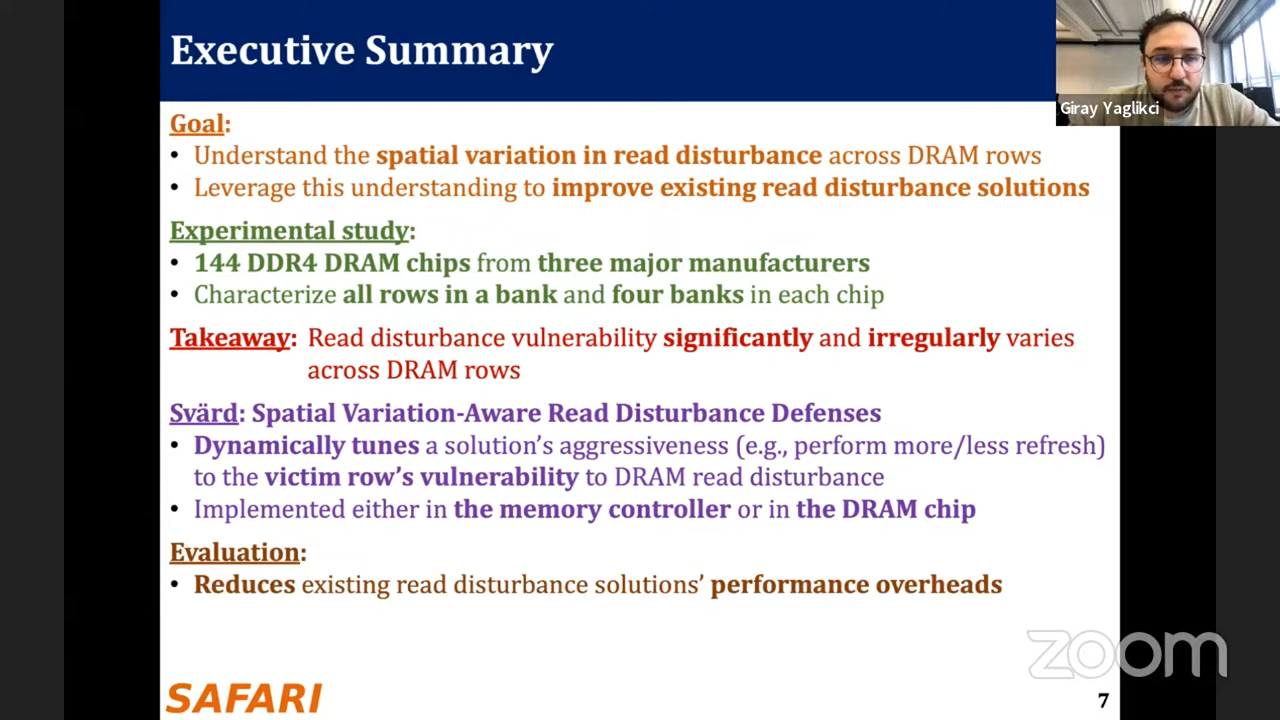 Executive Summary
Giray Yaglikci
Goal:
• Understand the spatial variation in read disturbance across DRAM rows
• Leverage this understanding to improve existing read disturbance solutions
Experimental study:
• 144 DDR4 DRAM chips from three major manufacturers
• Characterize all rows in a bank and four banks in each chip
Takeaway: Read disturbance vulnerability significantly and irregularly varies
across DRAM rows
Svärd: Spatial Variation-Aware Read Disturbance Defenses
• Dynamically tunes a solution’s aggressiveness (e.g., perform more/less refresh)
to the victim row’s vulnerability to DRAM read disturbance
• Implemented either in the memory controller or in the DRAM chip
Evaluation:
• Reduces existing read disturbance solutions’ performance overheads
zoom
SAFARI
7